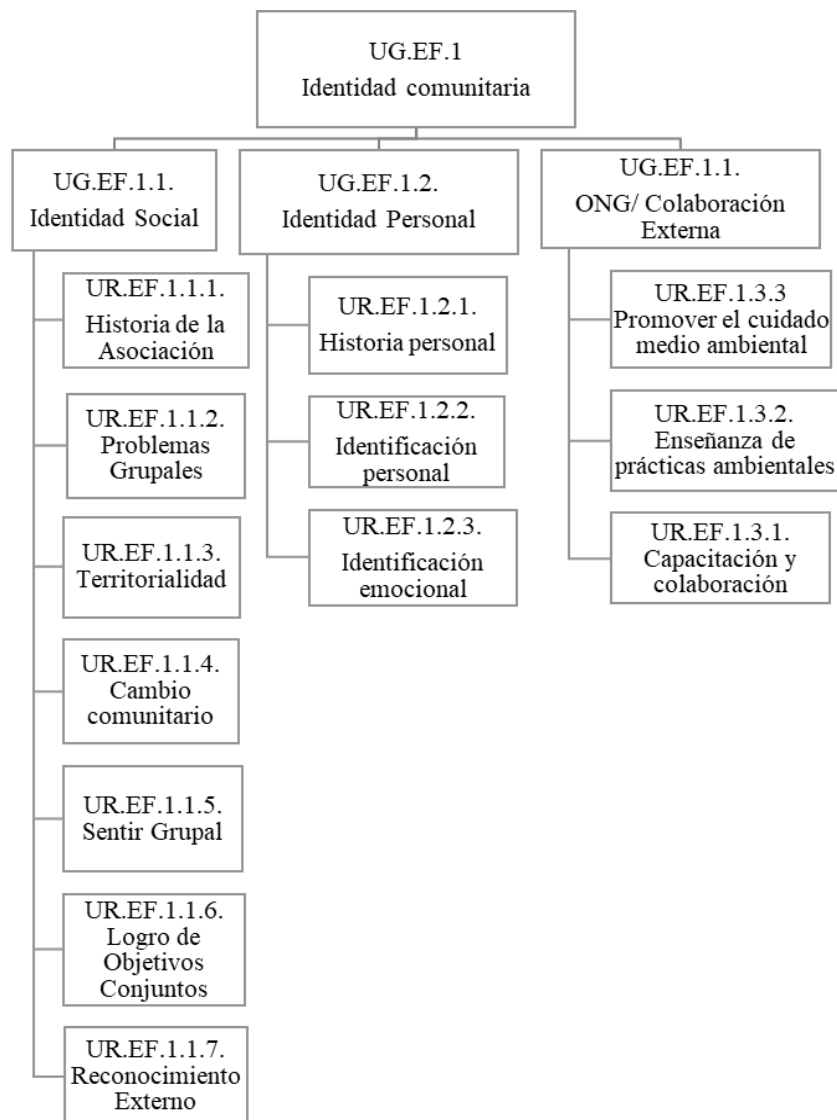 UG.EF.1
Identidad comunitaria
UG.EF.1.1.
Identidad Social
UR.EF.1.1.1.
Historia de la
Asociación
UR.EF.1.1.2.
Problemas
Grupales
UR.EF.1.1.3.
Territorialidad
UR.EF.1.1.4.
Cambio
comunitario
UR.EF.1.1.5.
Sentir Grupal
UR.EF.1.1.6.
Logro de
Objetivos
Conjuntos
UR.EF.1.1.7.
Reconocimiento
Externo
UG.EF.1.2.
Identidad Personal
UR.EF.1.2.1.
Historia personal
UR.EF.1.2.2.
Identificación
personal
UR.EF.1.2.3.
Identificación
emocional
UG.EF.1.1.
ONG/ Colaboración
Externa
UR.EF.1.3.3
Promover el cuidado
medio ambiental
UR.EF.1.3.2.
Enseñanza de
prácticas ambientales
UR.EF.1.3.1.
Capacitación y
colaboración